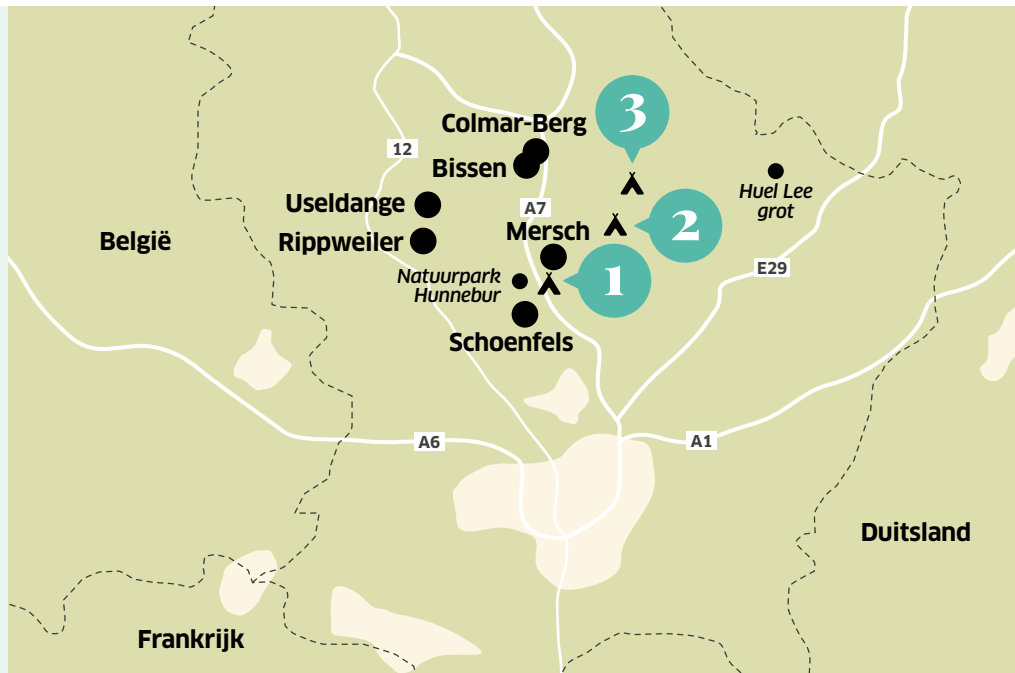 3
Colmar-Berg
12
Bissen
Huel Lee
grot
Useldange
A7
2
België
Rippweiler
Mersch
E29
Natuurpark
Hunnebur
1
Schoenfels
A6
A1
Duitsland
Frankrijk